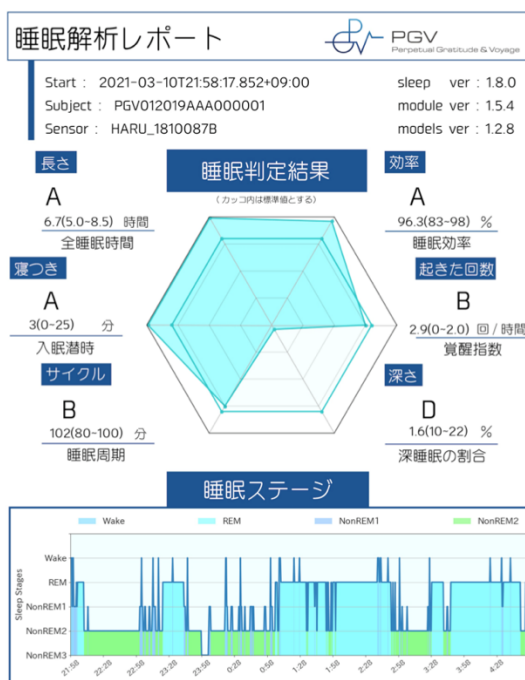 睡眠解析レポート
PGV
Perpetual Gratitude & Voyage
Start : 2021-03-10T21:58:17.852+09:00
sleep ver : 1.8.0
Subject : PGV012019AAA000001
module ver : 1.5.4
Sensor : HARU_1810087B
models ver : 1.2.8
長さ
睡眠判定結果
効率
(カッコ内は標準値とする)
A
A
6.7(5.0-8.5) 時間
96.3(83-98) %
全睡眠時間
睡眠効率
寝つき
起きた回数
A
B
3(0-25) 分
2.9(0-2.0) 回/時間
入眠潜時
覚醒指数
サイクル
深さ
B
D
102(80-100) 分
1.6(10-22) %
睡眠周期
深睡眠の割合
睡眠ステージ
Wake REM NonREM1 NonREM2
Sleep Stages
Wake
REM
NonREM1
NonREM2
NonREM3
21:58 22:28 22:58 23:28 23:58 0:28 0:58 1:28 1:58 2:28 2:58 3:28 3:58 4:28